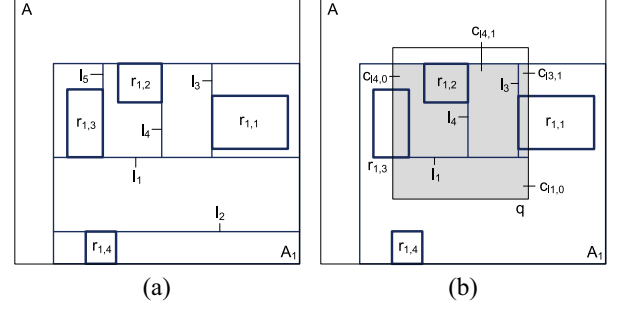 A
l5
r1,2
l3
r1,3
l4
r1,1
l1
l2
r1,4
A1
(a)
A
cl4,1
cl4,0
r1,2
l3
cl3,1
l4
r1,1
r1,3
l1
cl1,0
q
r1,4
A1
(b)